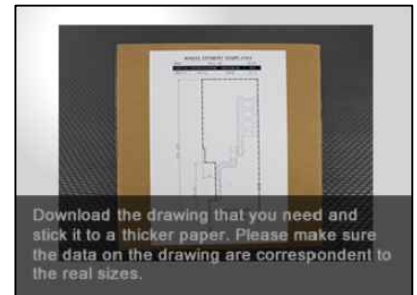 Download the drawing that you need and
stick it to a thicker paper. Please make sure
the data on the drawing are correspondent to
the real sizes.